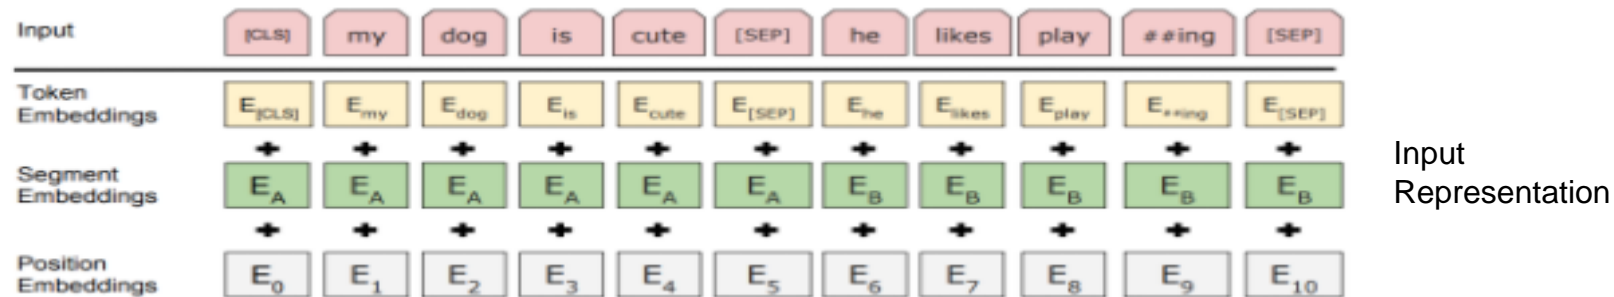 Input [CLS] my dog is cute [SEP] he likes play ##ing [SEP]
Token
Embeddings E[CLS] Emy Edog Eis Ecute E[SEP] Ehe Elikes Eplay E##ing E[SEP]
Segment
Embeddings EA EA EA EA EA EA EB EB EB EB EB
Position
Embeddings E0 E1 E2 E3 E4 E5 E6 E7 E8 E9 E10
Input
Representation